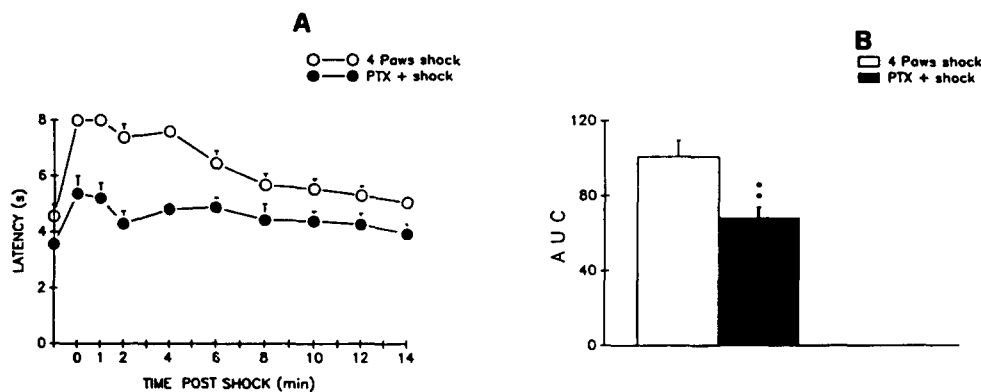 A
4 Paws shock
PTX + shock
8
6
4
2
0
LATENCY (s)
0 1 2 4 6 8 10 12 14
TIME POST SHOCK (min)
B
4 Paws shock
PTX + shock
120
80
40
0
AUC